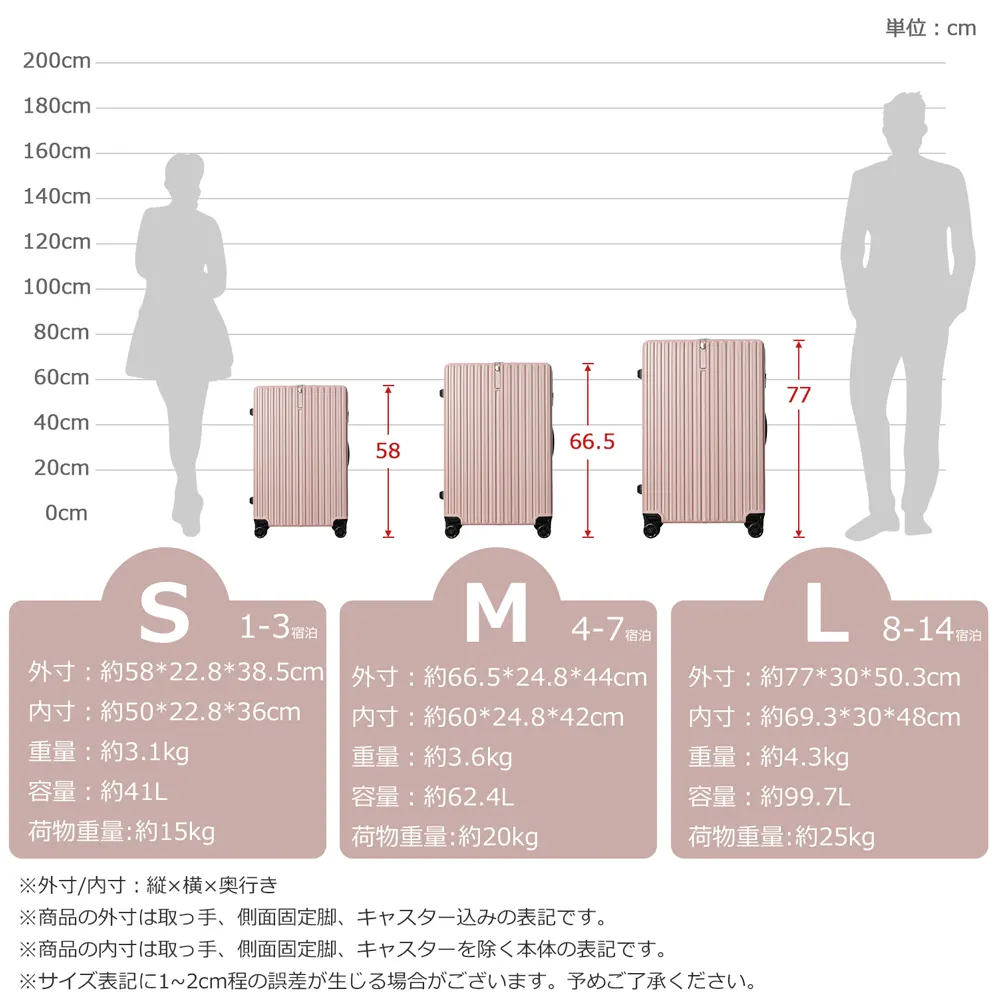 単位：cm
200cm
180cm
160cm
140cm
120cm
100cm
80cm
60cm
40cm
20cm
0cm
58
66.5
77
S 1-3宿泊
外寸：約58*22.8*38.5cm
内寸：約50*22.8*36cm
重量：約3.1kg
容量：約41L
荷物重量:約15kg
M 4-7宿泊
外寸：約66.5*24.8*44cm
内寸：約60*24.8*42cm
重量：約3.6kg
容量：約62.4L
荷物重量:約20kg
L 8-14宿泊
外寸：約77*30*50.3cm
内寸：約69.3*30*48cm
重量：約4.3kg
容量：約99.7L
荷物重量:約25kg
※外寸/内寸：縦×横×奥行き
※商品の外寸は取っ手、側面固定脚、キャスター込みの表記です。
※商品の内寸は取っ手、側面固定脚、キャスターを除く本体の表記です。
※サイズ表記に1~2cm程の誤差が生じる場合がございます。予めご了承ください。